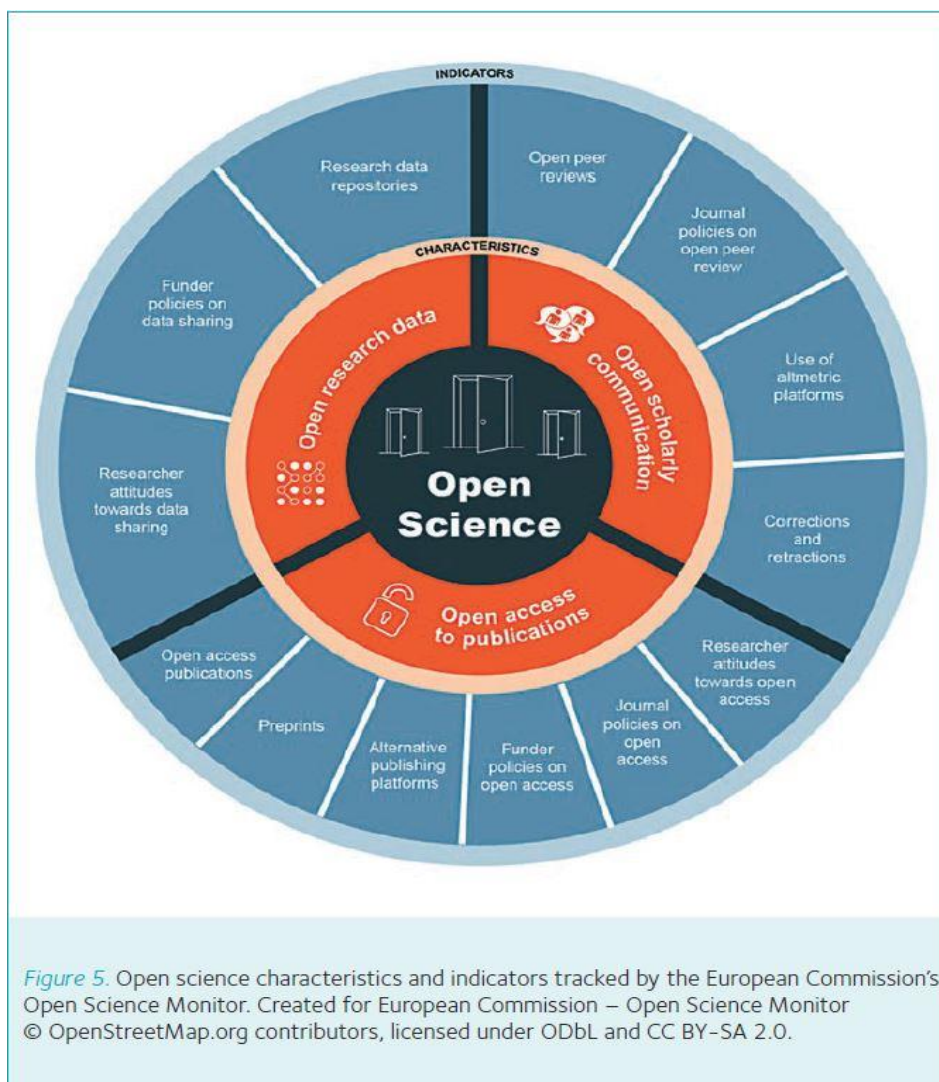 INDICATORS
Research data
repositories
Open peer
reviews
Journal
policies on
open peer
review
Funder
policies on
data sharing
Use of
altmetric
platforms
Researcher
attitudes
towards data
sharing
Corrections
and
retractions
CHARACTERISTICS
Open research data
Open scholarly
communication
Open
Science
Open access
to publications
Open access
publications
Preprints
Alternative
publishing
platforms
Funder
policies on
open access
Journal
policies on
open
access
Researcher
attitudes
towards open
access
Figure 5. Open science characteristics and indicators tracked by the European Commission's
Open Science Monitor. Created for European Commission – Open Science Monitor
© OpenStreetMap.org contributors, licensed under ODbL and CC BY-SA 2.0.